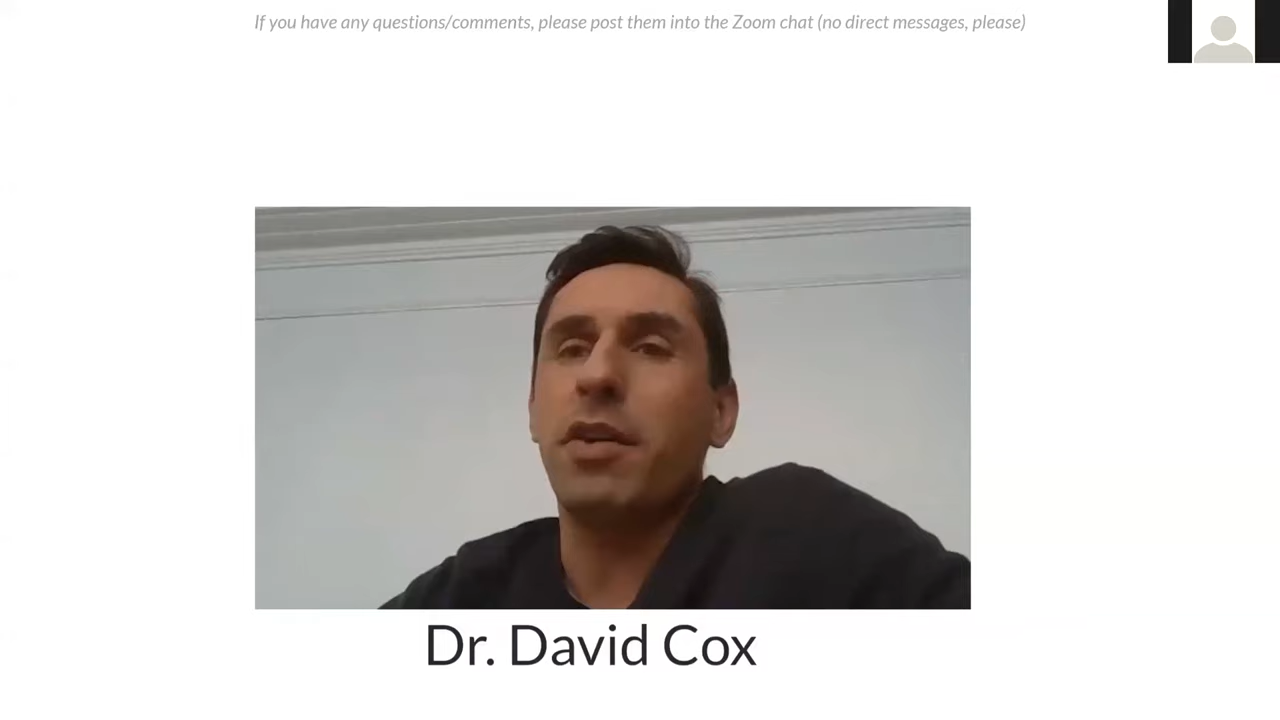 If you have any questions/comments, please post them into the Zoom chat (no direct messages, please)
Dr. David Cox